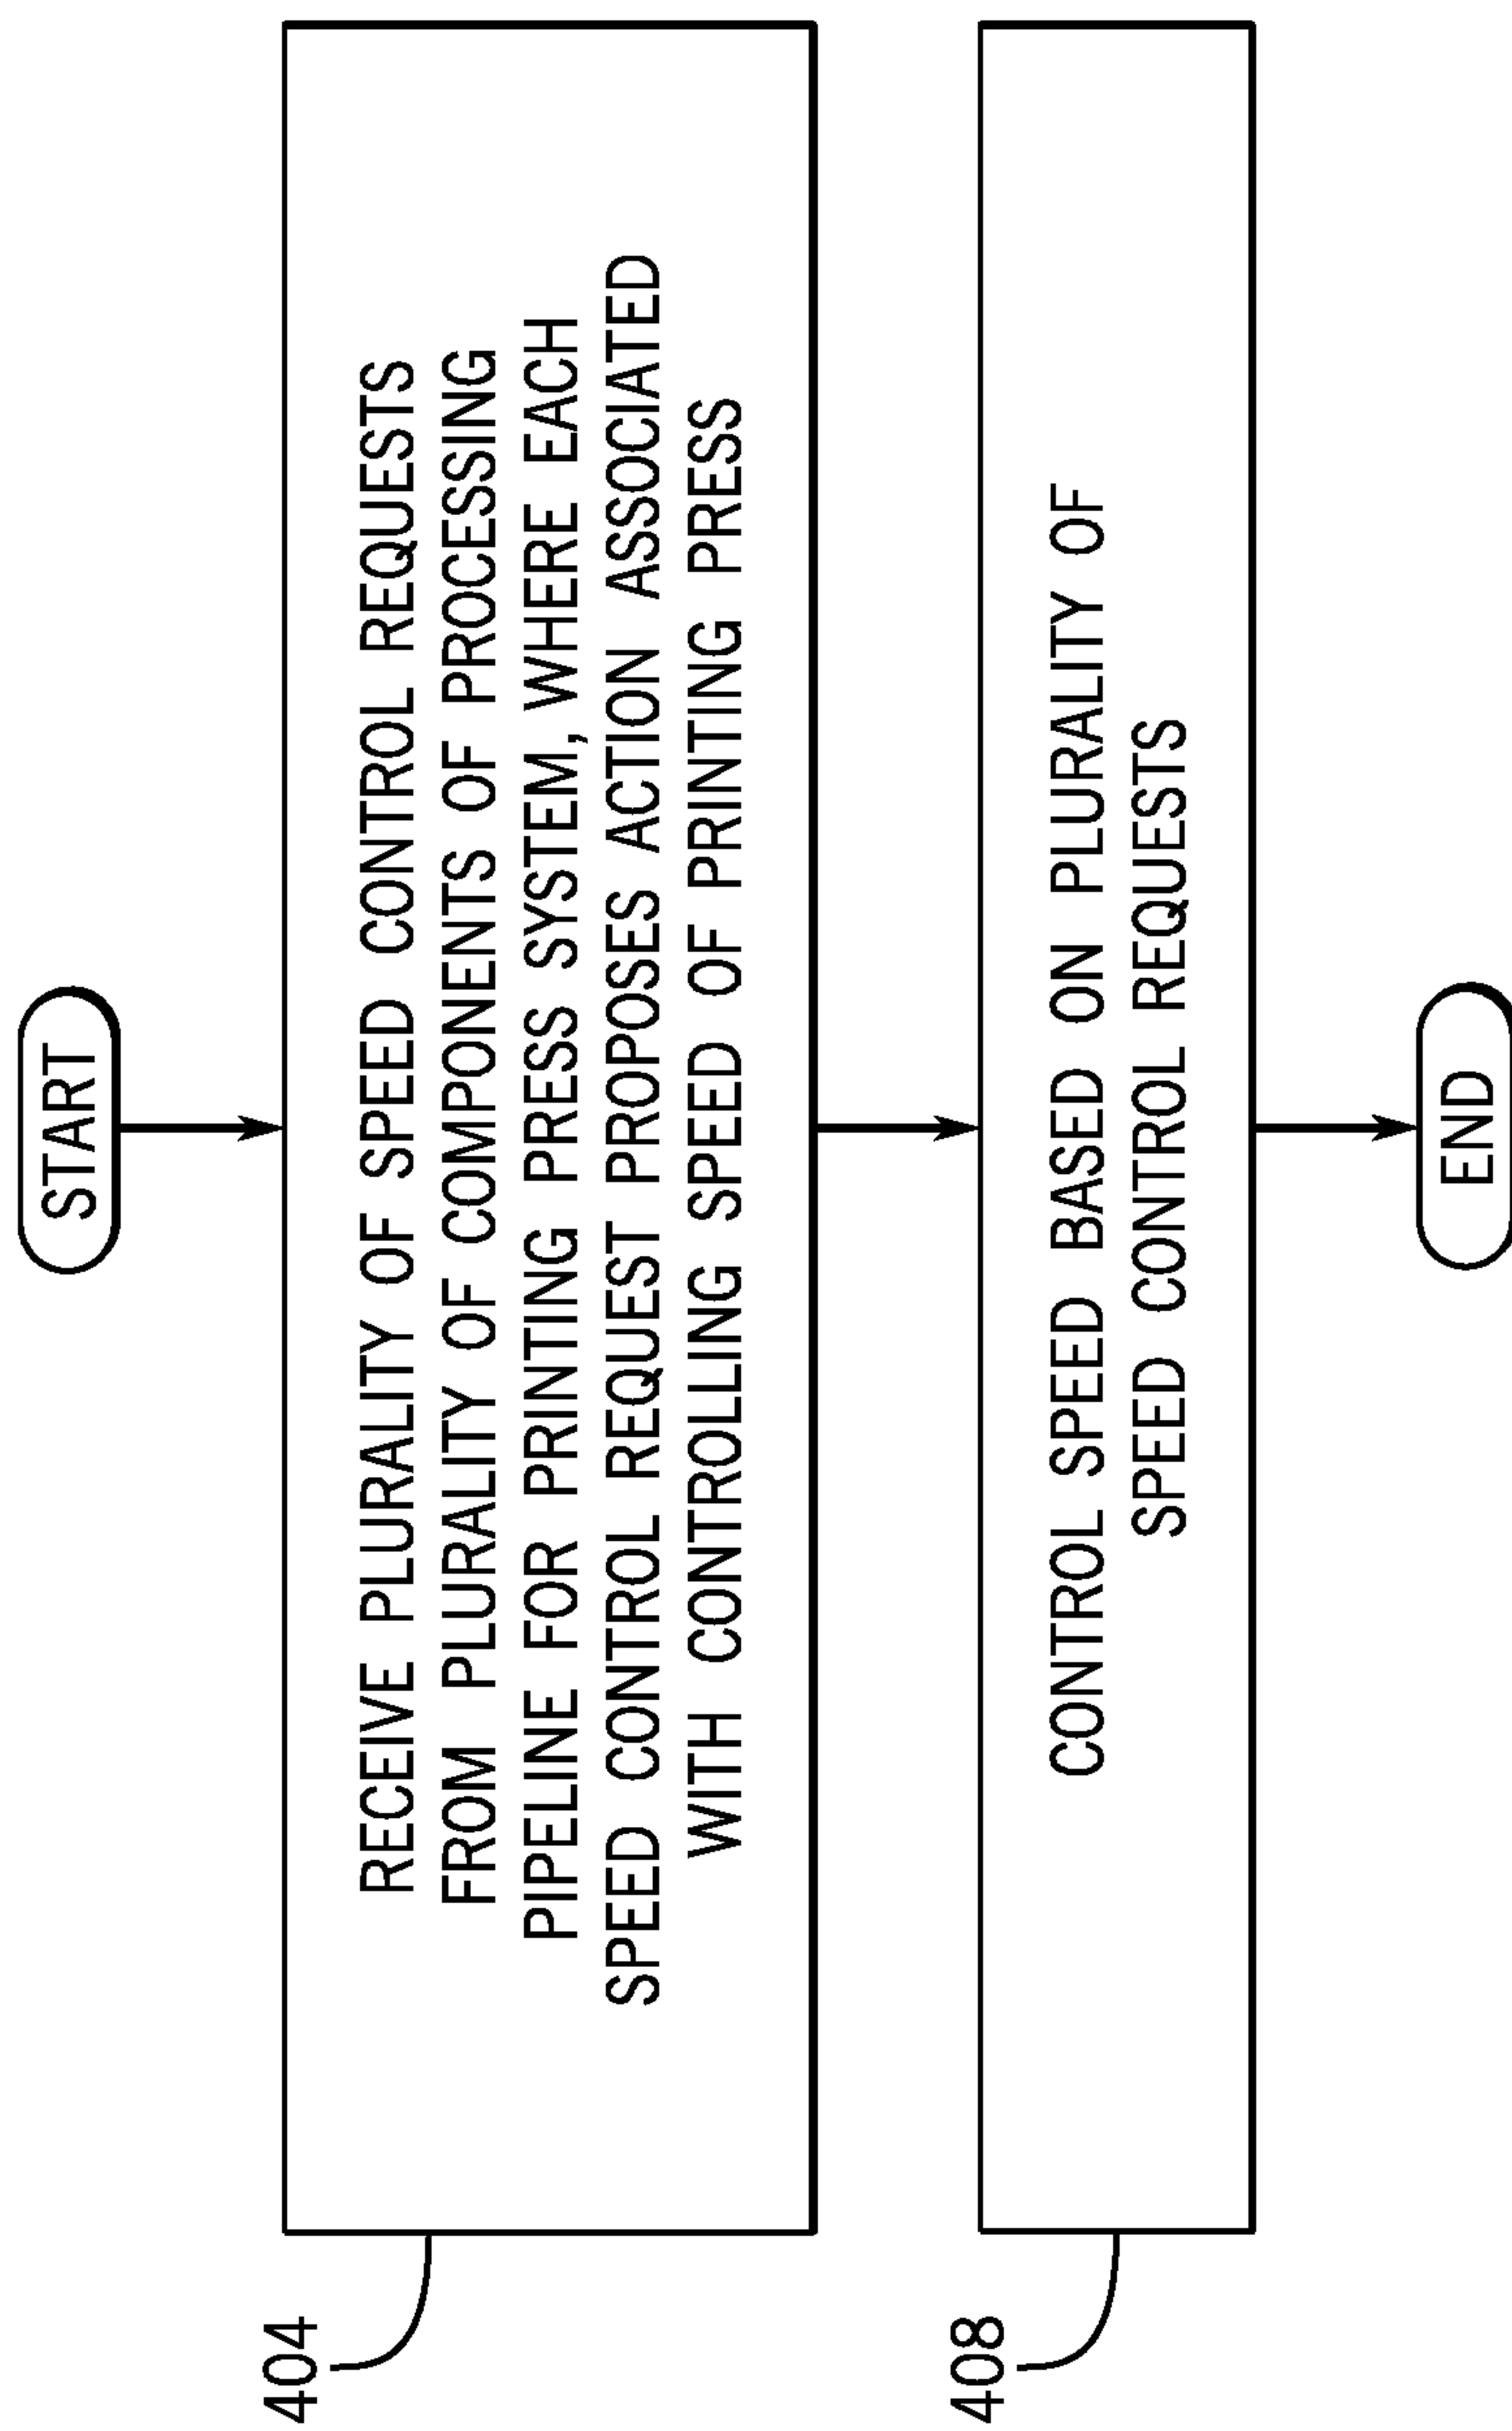 START
404
RECEIVE PLURALITY OF SPEED CONTROL REQUESTS
FROM PLURALITY OF COMPONENTS OF PROCESSING
PIPELINE FOR PRINTING PRESS SYSTEM, WHERE EACH
SPEED CONTROL REQUEST PROPOSES ACTION ASSOCIATED
WITH CONTROLLING SPEED OF PRINTING PRESS
408
CONTROL SPEED BASED ON PLURALITY OF
SPEED CONTROL REQUESTS
END